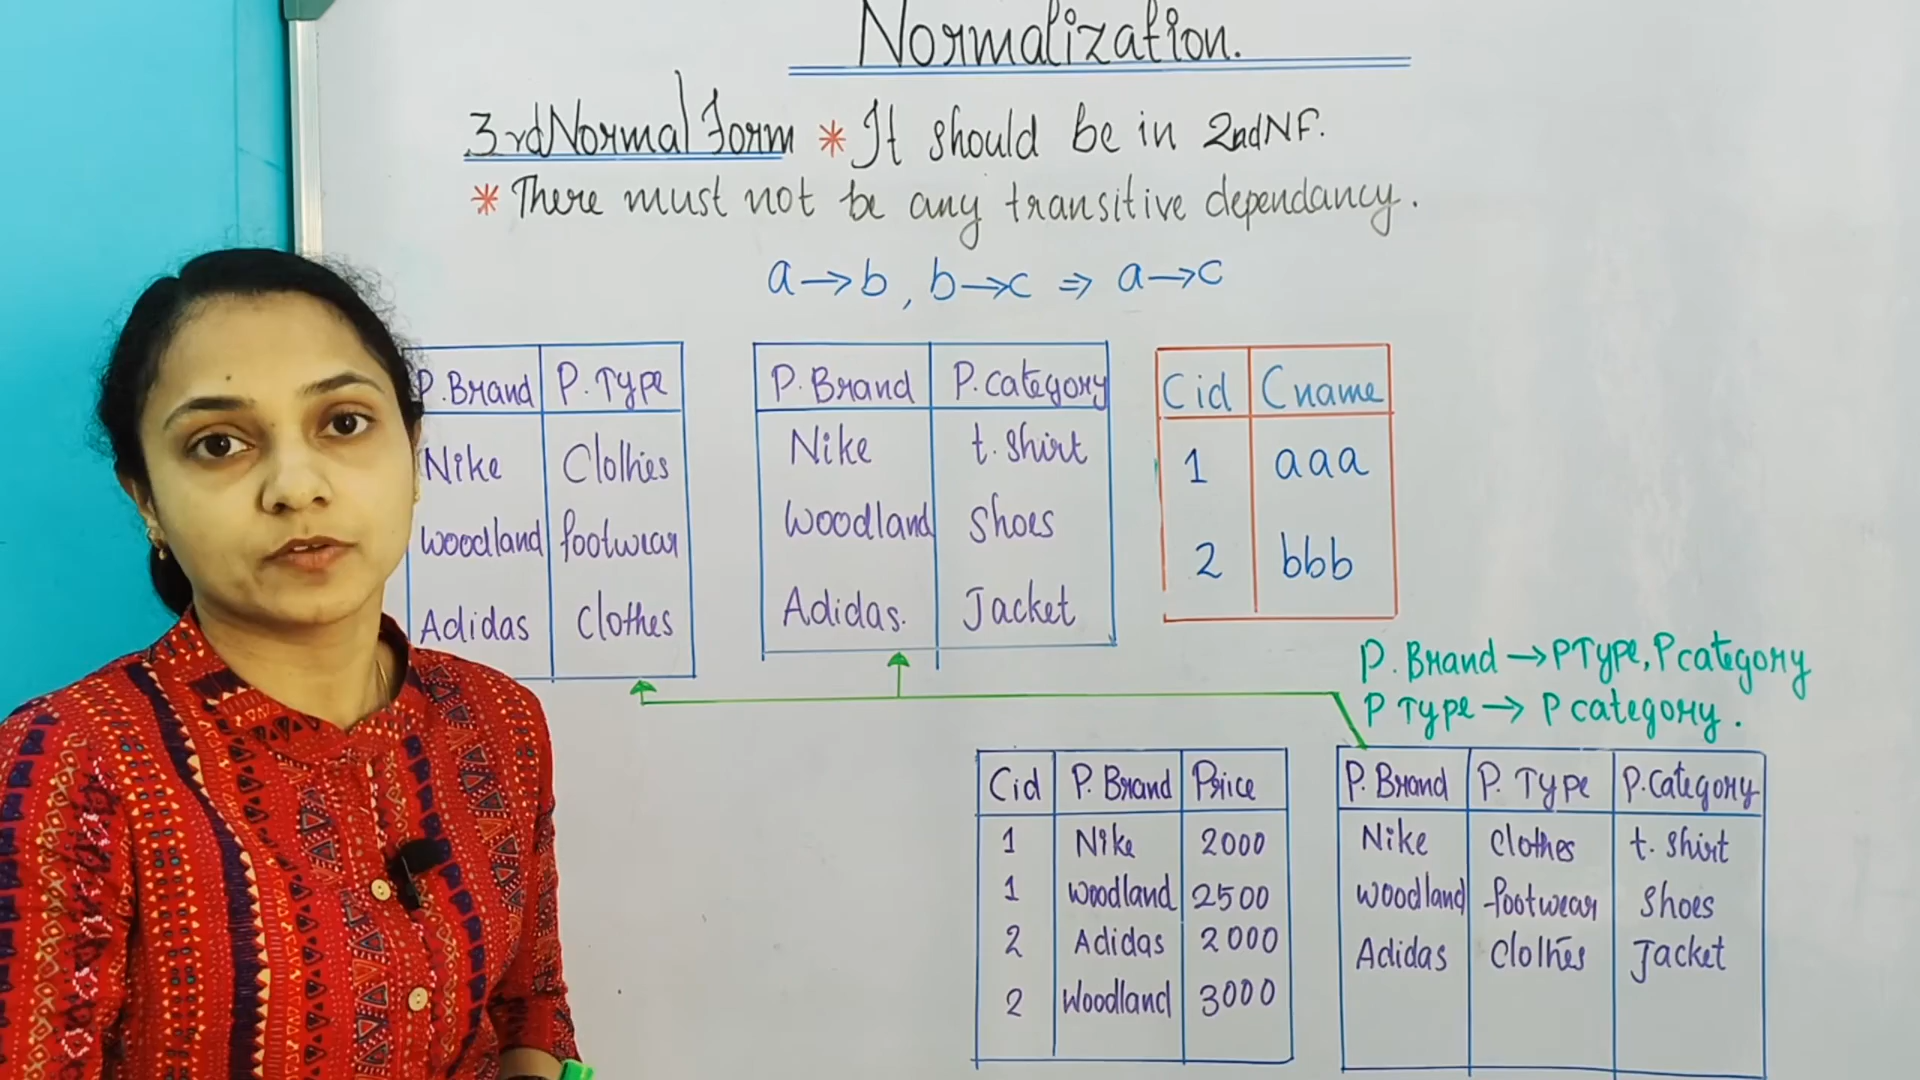 Normalization.
3rd Normal Form * It should be in 2nd NF.
* There must not be any transitive dependancy.
a → b , b → c ⇒ a → c
P.Brand P. Type
Nike Clothes
Woodland footwear
Adidas Clothes
P. Brand P. Category
Nike t. Shirt
Woodland Shoes
Adidas. Jacket
Cid Cname
1 aaa
2 bbb
P. Brand → P Type, P category
P Type → P category .
Cid P. Brand Price
1 Nike 2000
1 Woodland 2500
2 Adidas 2000
2 Woodland 3000
P. Brand P. Type P. Category
Nike Clothes t. Shirt
Woodland footwear Shoes
Adidas Clothes Jacket